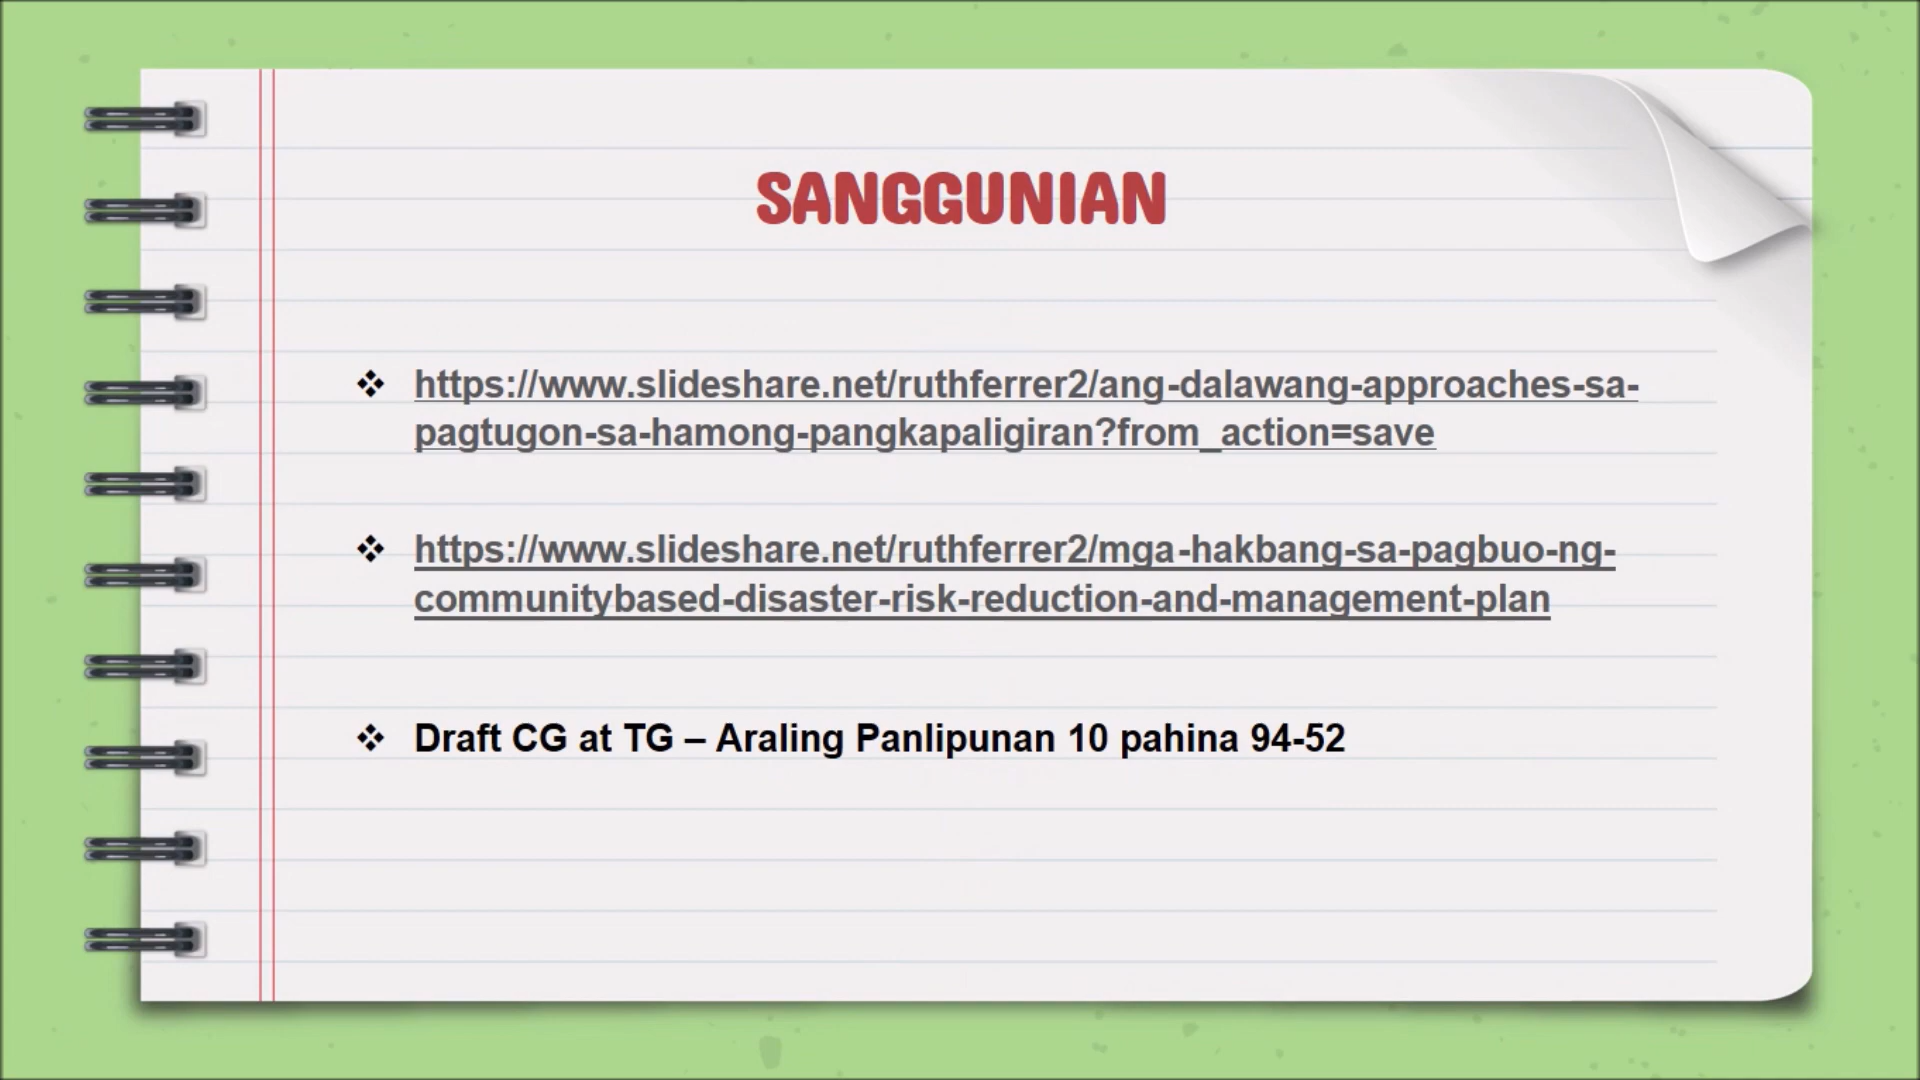 SANGGUNIAN
❖ https://www.slideshare.net/ruthferrer2/ang-dalawang-approaches-sa-
pagtugon-sa-hamong-pangkapaligiran?from_action=save
❖ https://www.slideshare.net/ruthferrer2/mga-hakbang-sa-pagbuo-ng-
communitybased-disaster-risk-reduction-and-management-plan
❖ Draft CG at TG – Araling Panlipunan 10 pahina 94-52